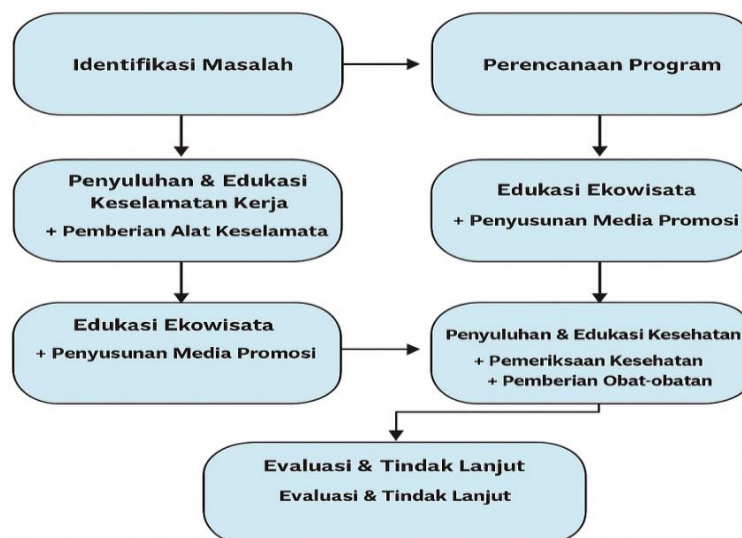 Identifikasi Masalah
Perencanaan Program
Penyuluhan & Edukasi
Keselamatan Kerja
+ Pemberian Alat Keselamata
Edukasi Ekowisata
+ Penyusunan Media Promosi
Edukasi Ekowisata
+ Penyusunan Media Promosi
Penyuluhan & Edukasi Kesehatan
+ Pemeriksaan Kesehatan
+ Pemberian Obat-obatan
Evaluasi & Tindak Lanjut
Evaluasi & Tindak Lanjut